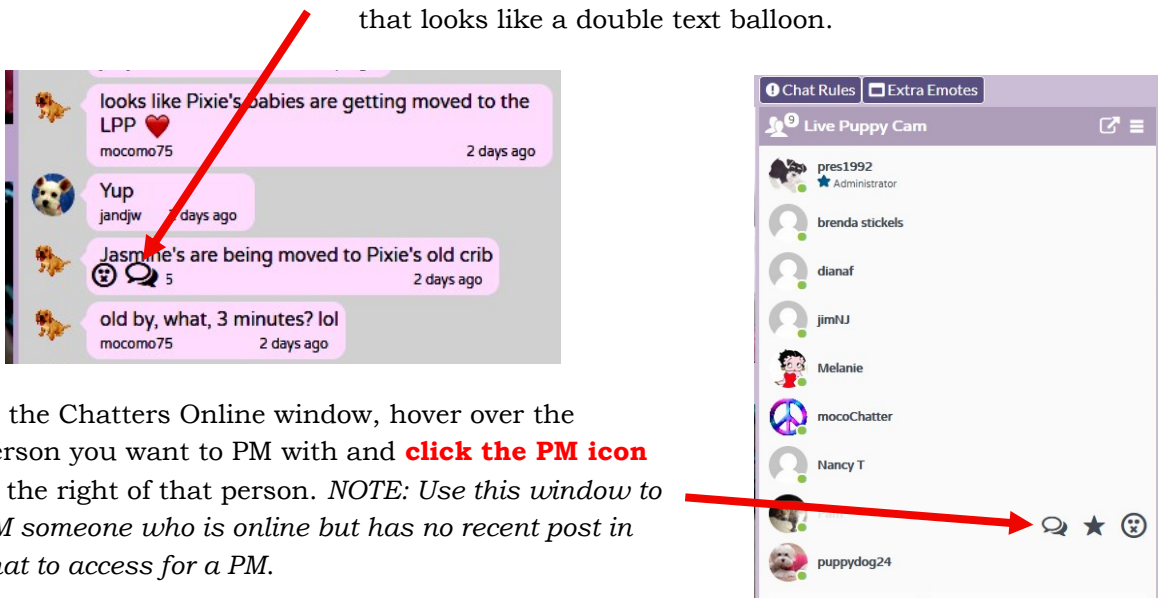 that looks like a double text balloon.
looks like Pixie's babies are getting moved to the
LPP
mocomo75 2 days ago
Yup
jandjw 2 days ago
Jasmine's are being moved to Pixie's old crib
5 2 days ago
old by, what, 3 minutes? lol
mocomo75 2 days ago
the Chatters Online window, hover over the
erson you want to PM with and click the PM icon
the right of that person. NOTE: Use this window to
M someone who is online but has no recent post in
hat to access for a PM.
Chat Rules Extra Emotes
9 Live Puppy Cam
pres1992
Administrator
brenda stickels
dianaf
jimNJ
Melanie
mocoChatter
Nancy T
puppydog24